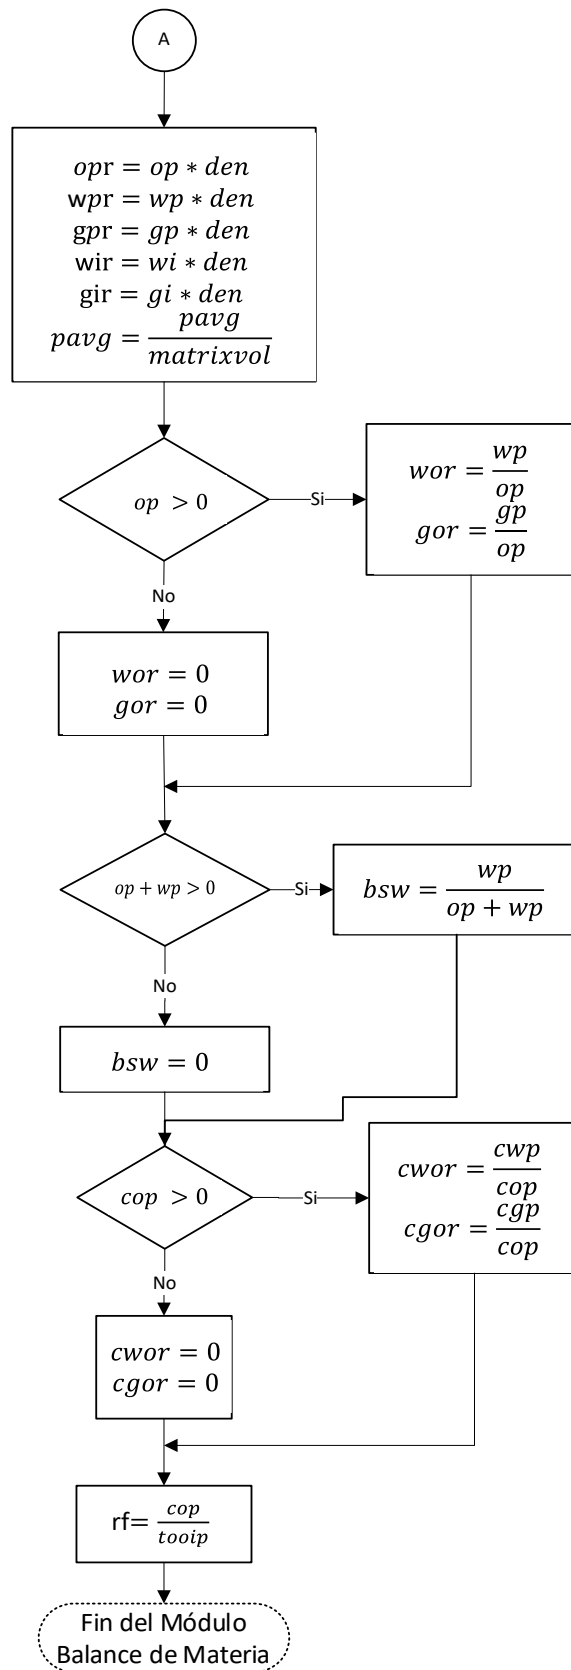 A
opr = op * den
wpr = wp * den
gpr = gp * den
wir = wi * den
gir = gi * den
pavg = pavg / matrixvol
op > 0
Si
wor = wp / op
gor = gp / op
No
wor = 0
gor = 0
op + wp > 0
Si
bsw = wp / op + wp
No
bsw = 0
cop > 0
Si
cwor = cwp / cop
cgor = cgp / cop
No
cwor = 0
cgor = 0
rf= cop / tooip
Fin del Módulo
Balance de Materia